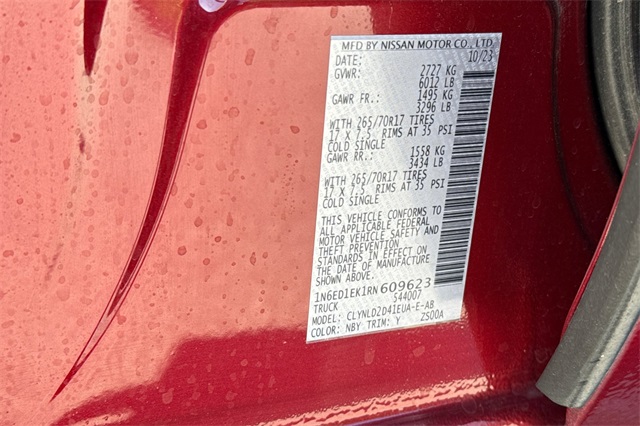 MFD BY NISSAN MOTOR CO., LTD
DATE: 10/23
GVWR: 2727 KG
6012 LB
GAWR FR.: 1495 KG
3296 LB
WITH 265/70R17 TIRES
17 X 7.5 RIMS AT 35 PSI
COLD SINGLE
GAWR RR.: 1558 KG
3434 LB
WITH 265/70R17 TIRES
17 X 7.5 RIMS AT 35 PSI
COLD SINGLE
THIS VEHICLE CONFORMS TO
ALL APPLICABLE FEDERAL
MOTOR VEHICLE SAFETY AND
THEFT PREVENTION
STANDARDS IN EFFECT ON
THE DATE OF MANUFACTURE
SHOWN ABOVE.
1N6ED1EK1RN609623
TRUCK 544007
MODEL: CLYNLD2D41EUA-E-AB
COLOR: NBY TRIM: Y ZS00A